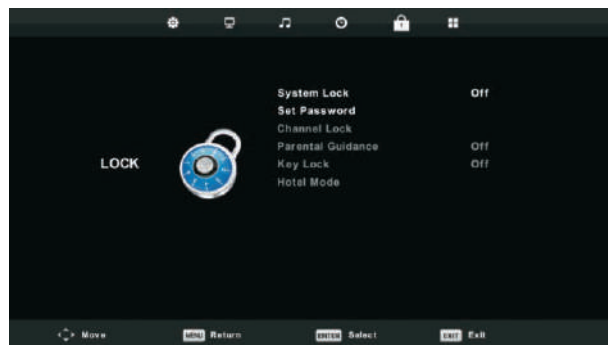 System Lock Off
Set Password
Channel Lock
Parental Guidance Off
Key Lock Off
Hotel Mode
LOCK
Move MENU Return ENTER Select EXIT Exit